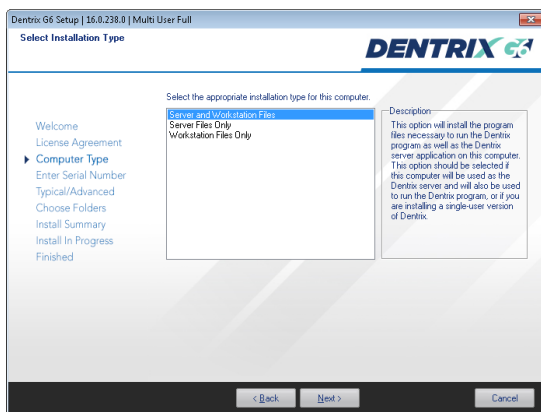 Dentrix G6 Setup | 16.0.238.0 | Multi User Full
Select Installation Type
DENTRIX G6
Select the appropriate installation type for this computer.
Welcome
License Agreement
Computer Type
Enter Serial Number
Typical/Advanced
Choose Folders
Install Summary
Install In Progress
Finished
Server and Workstation Files
Server Files Only
Workstation Files Only
Description
This option will install the program
files necessary to run the Dentrix
program as well as the Dentrix
server application on this computer.
This option should be selected if
this computer will be used as the
Dentrix server and will also be used
to run the Dentrix program, or if you
are installing a single-user version
of Dentrix.
< Back
Next >
Cancel